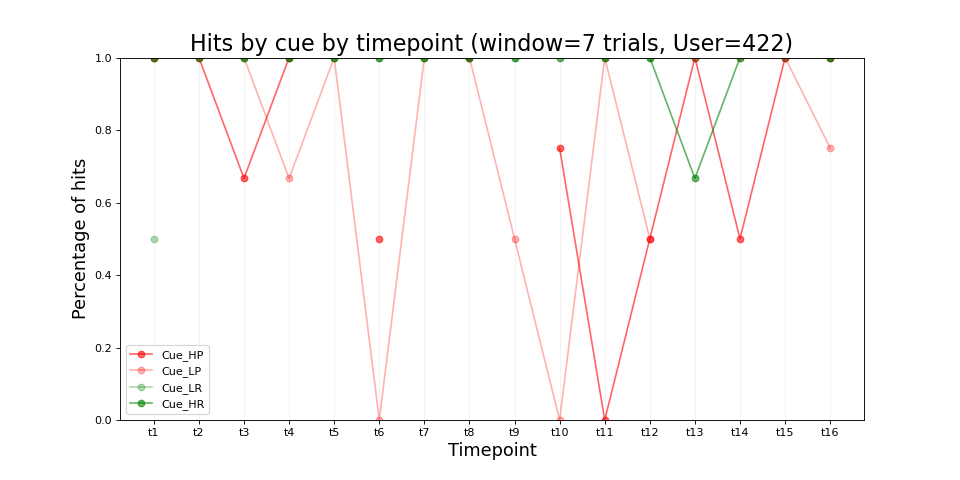 Hits by cue by timepoint (window=7 trials, User=422)
Percentage of hits
1.0
0.8
0.6
0.4
0.2
0.0
Cue_HP
Cue_LP
Cue_LR
Cue_HR
t1 t2 t3 t4 t5 t6 t7 t8 t9 t10 t11 t12 t13 t14 t15 t16
Timepoint